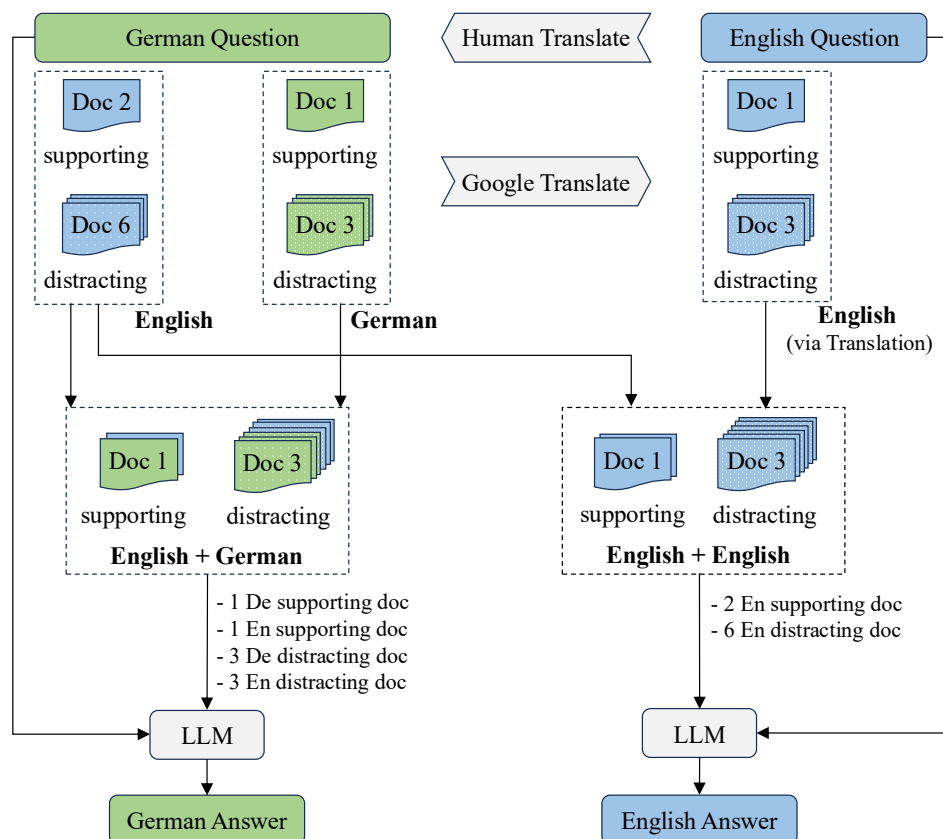 German Question
Human Translate
English Question
Doc 2
supporting
Doc 6
distracting
English
Doc 1
supporting
Doc 3
distracting
German
Google Translate
Doc 1
supporting
Doc 3
distracting
English
(via Translation)
Doc 1
supporting
Doc 3
distracting
English + German
Doc 1
supporting
Doc 3
distracting
English + English
- 1 De supporting doc
- 1 En supporting doc
- 3 De distracting doc
- 3 En distracting doc
- 2 En supporting doc
- 6 En distracting doc
LLM
LLM
German Answer
English Answer